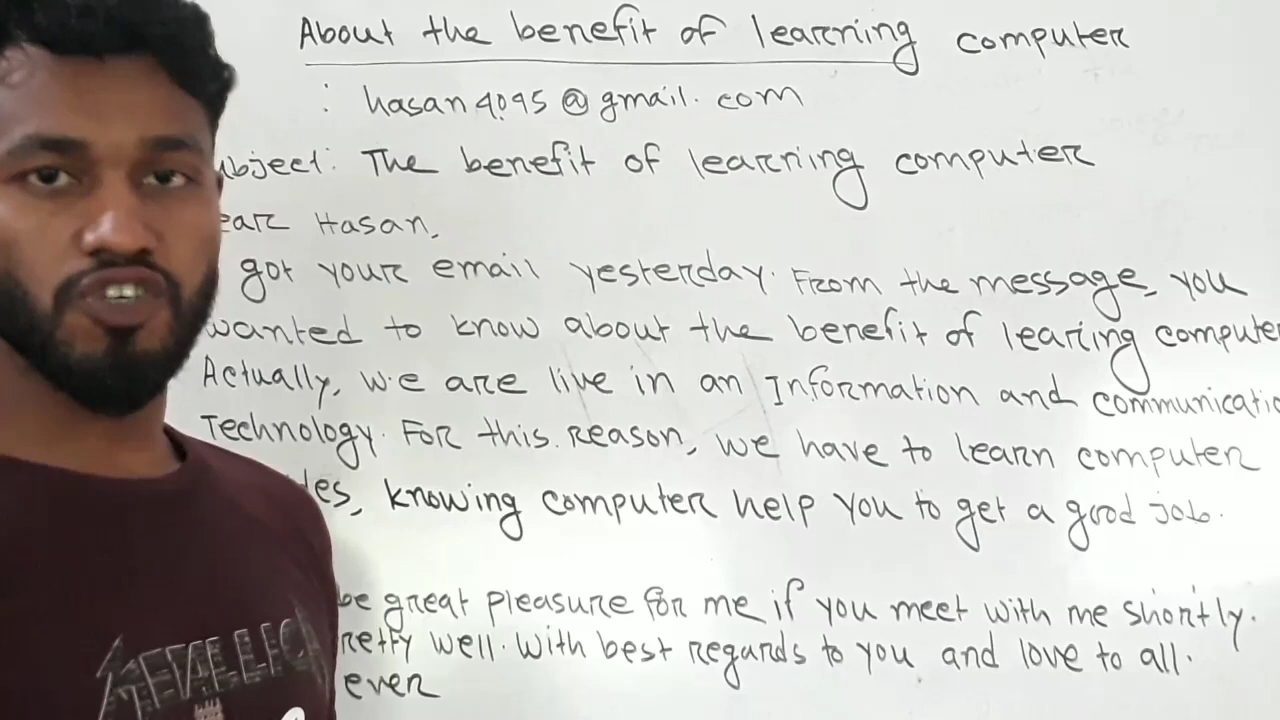 About the benefit of learning computer
: hasan4095@gmail.com
ubject: The benefit of learning computer
ear Hasan,
got your email yesterday. From the message, you
wanted to know about the benefit of learing computer
Actually, we are live in an Information and communicatio
Technology. For this reason, we have to learn computer
des, knowing computer help you to get a good job.
be great pleasure for me if you meet with me shortly.
retty well. With best regards to you and love to all.
ever
METALLICA